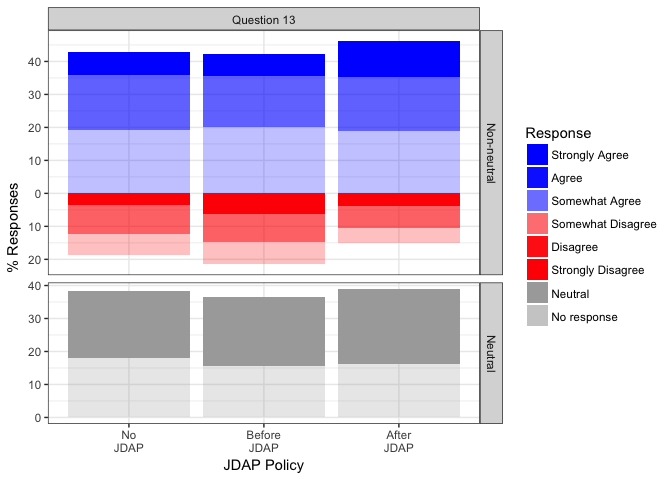 Question 13
% Responses
40
30
20
10
0
10
20
Non-neutral
40
30
20
10
0
Neutral
No
JDAP
Before
JDAP
After
JDAP
JDAP Policy
Response
Strongly Agree
Agree
Somewhat Agree
Somewhat Disagree
Disagree
Strongly Disagree
Neutral
No response